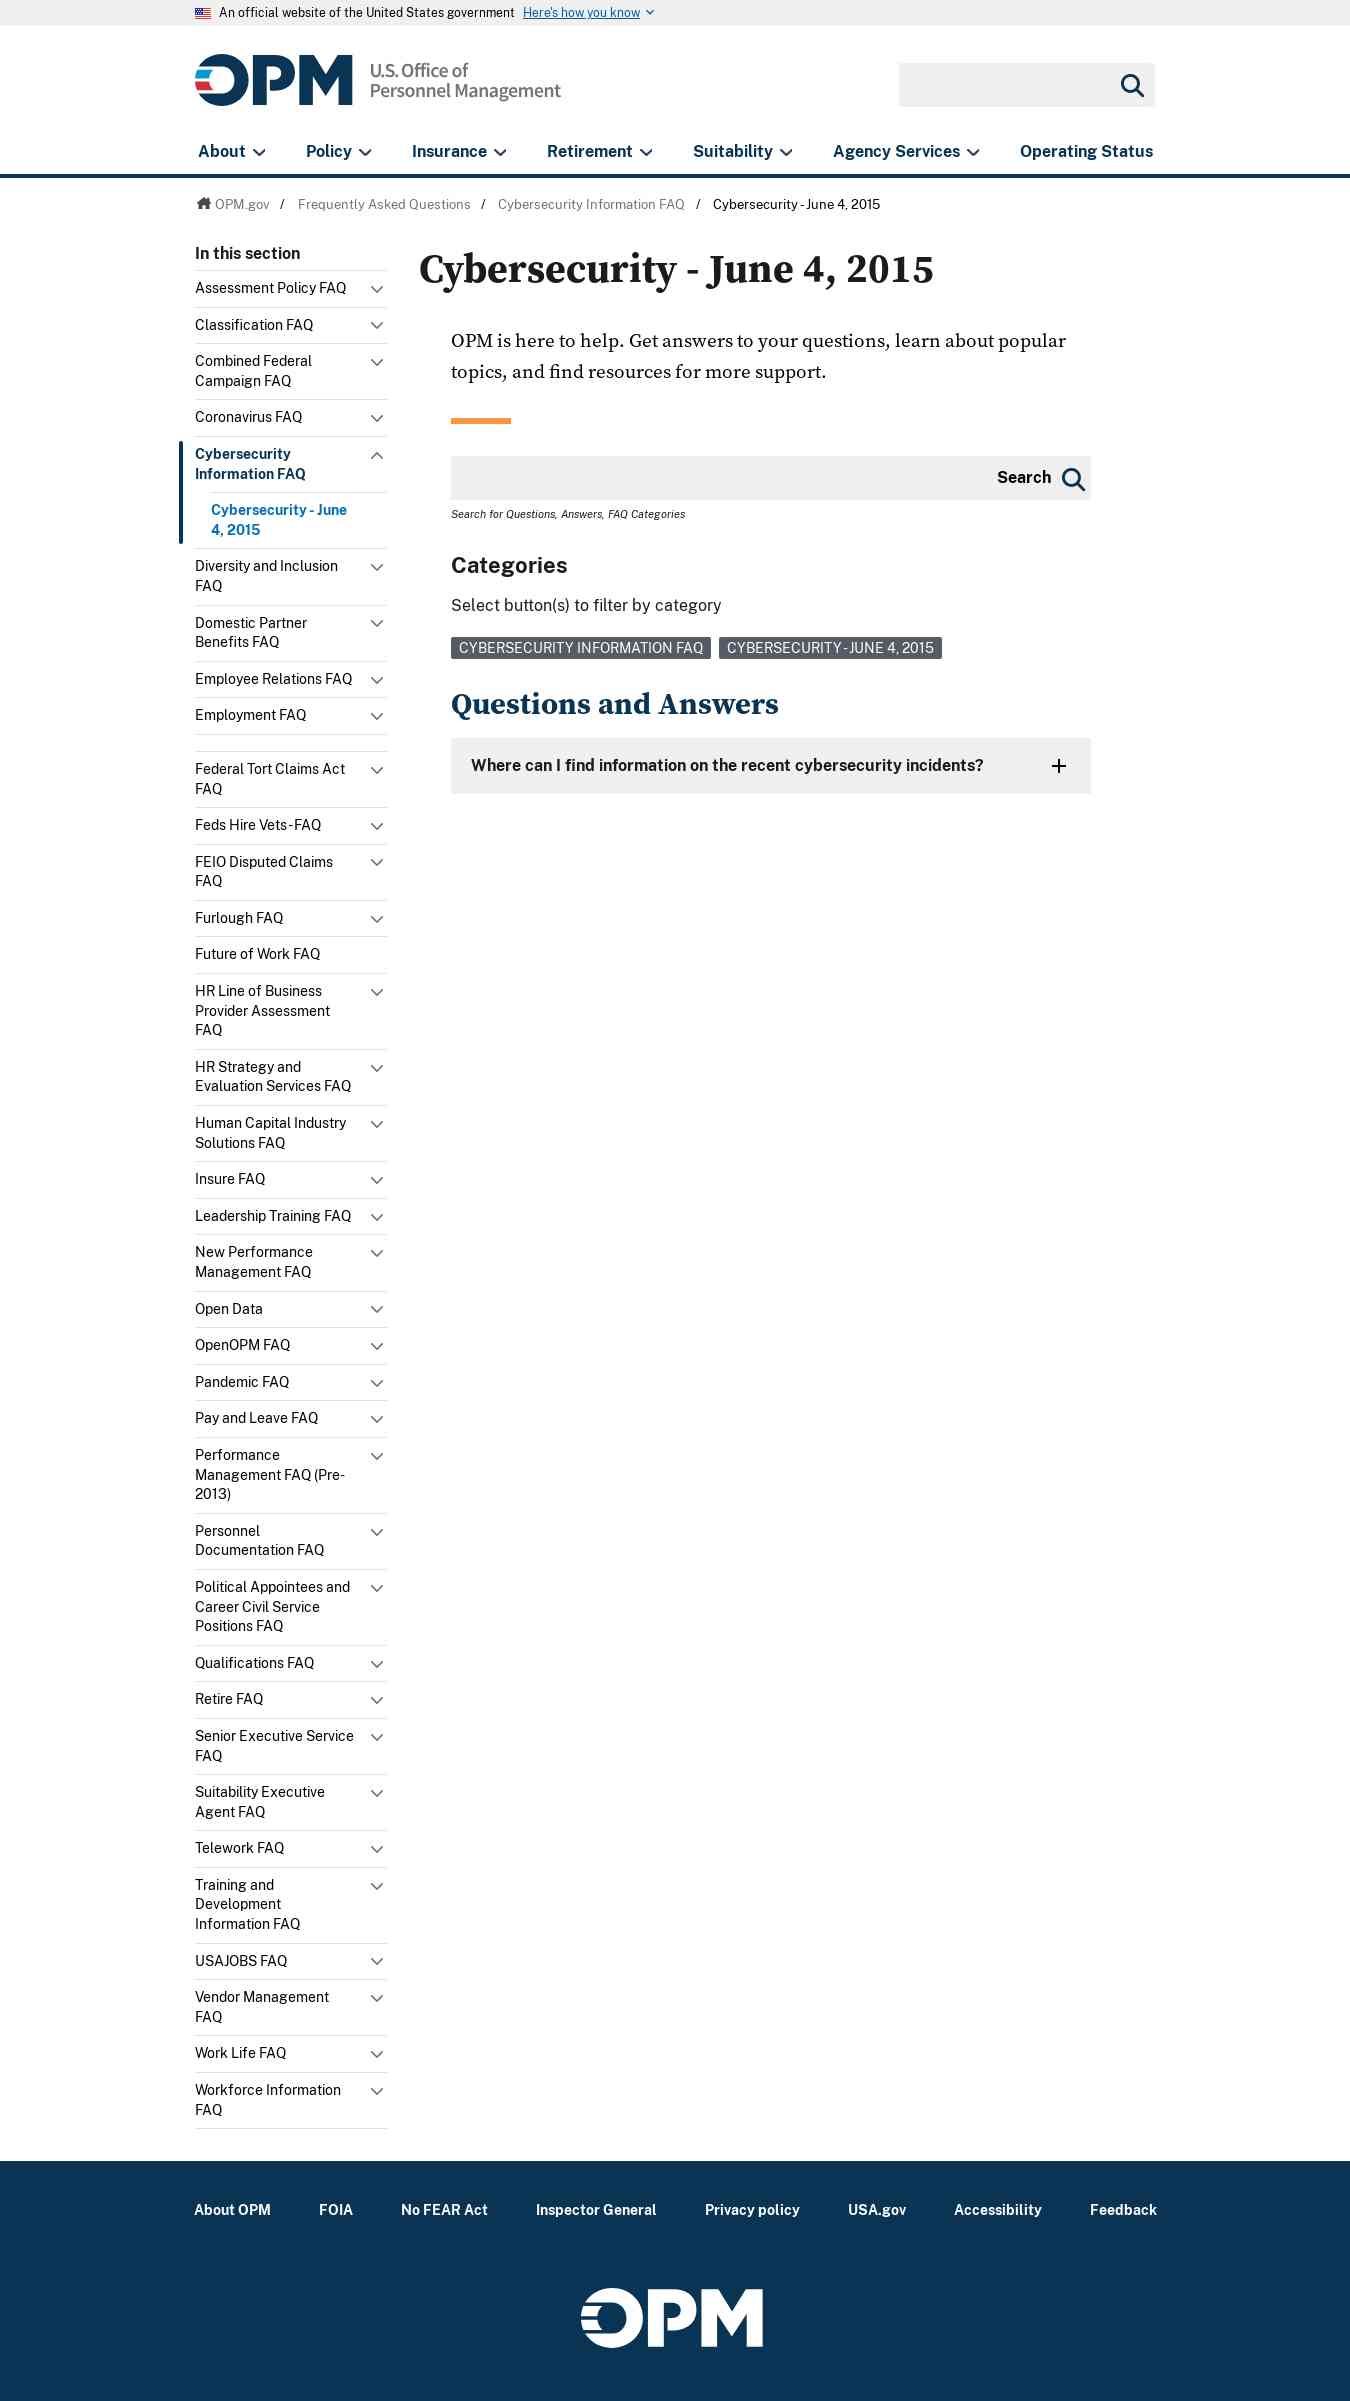 An official website of the United States government Here's how you know
OPM U.S. Office of
Personnel Management
About Policy Insurance Retirement Suitability Agency Services Operating Status
OPM.gov / Frequently Asked Questions / Cybersecurity Information FAQ / Cybersecurity - June 4, 2015
In this section
Assessment Policy FAQ
Classification FAQ
Combined Federal
Campaign FAQ
Coronavirus FAQ
Cybersecurity
Information FAQ
Cybersecurity - June
4, 2015
Diversity and Inclusion
FAQ
Domestic Partner
Benefits FAQ
Employee Relations FAQ
Employment FAQ
Federal Tort Claims Act
FAQ
Feds Hire Vets - FAQ
FEIO Disputed Claims
FAQ
Furlough FAQ
Future of Work FAQ
HR Line of Business
Provider Assessment
FAQ
HR Strategy and
Evaluation Services FAQ
Human Capital Industry
Solutions FAQ
Insure FAQ
Leadership Training FAQ
New Performance
Management FAQ
Open Data
OpenOPM FAQ
Pandemic FAQ
Pay and Leave FAQ
Performance
Management FAQ (Pre-
2013)
Personnel
Documentation FAQ
Political Appointees and
Career Civil Service
Positions FAQ
Qualifications FAQ
Retire FAQ
Senior Executive Service
FAQ
Suitability Executive
Agent FAQ
Telework FAQ
Training and
Development
Information FAQ
USAJOBS FAQ
Vendor Management
FAQ
Work Life FAQ
Workforce Information
FAQ
Cybersecurity - June 4, 2015
OPM is here to help. Get answers to your questions, learn about popular
topics, and find resources for more support.
Search
Search for Questions, Answers, FAQ Categories
Categories
Select button(s) to filter by category
CYBERSECURITY INFORMATION FAQ CYBERSECURITY - JUNE 4, 2015
Questions and Answers
Where can I find information on the recent cybersecurity incidents?
About OPM FOIA No FEAR Act Inspector General Privacy policy USA.gov Accessibility Feedback
OPM